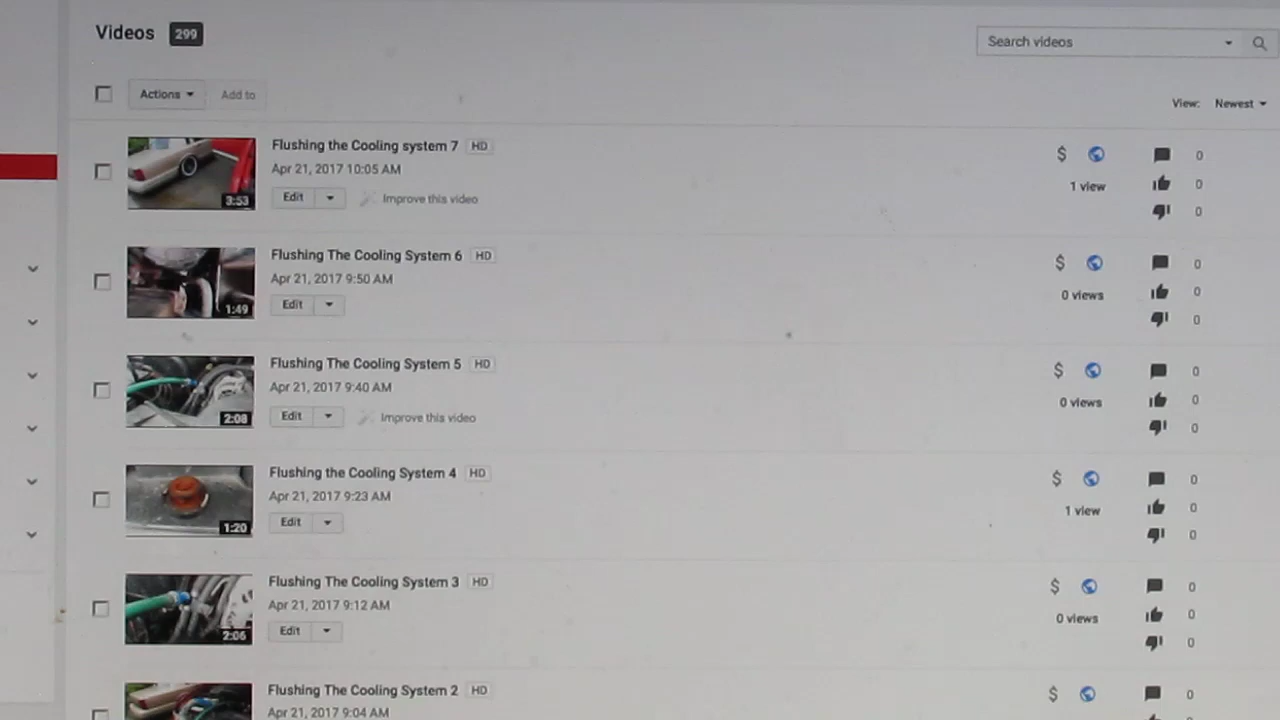 Videos 299
Search videos
Actions Add to
View: Newest
Flushing the Cooling system 7 HD
Apr 21, 2017 10:05 AM
3:53
Edit Improve this video
$ 0
1 view 0
0
Flushing The Cooling System 6 HD
Apr 21, 2017 9:50 AM
1:49
Edit
$ 0
0 views 0
0
Flushing The Cooling System 5 HD
Apr 21, 2017 9:40 AM
2:08
Edit Improve this video
$ 0
0 views 0
0
Flushing the Cooling System 4 HD
Apr 21, 2017 9:23 AM
1:20
Edit
$ 0
1 view 0
0
Flushing The Cooling System 3 HD
Apr 21, 2017 9:12 AM
2:06
Edit
$ 0
0 views 0
0
Flushing The Cooling System 2 HD
Apr 21, 2017 9:04 AM
$ 0